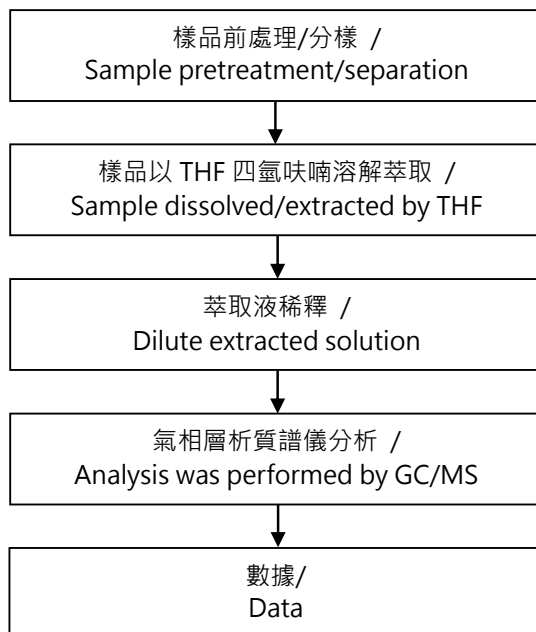 樣品前處理/分樣 /
Sample pretreatment/separation
樣品以 THF 四氫呋喃溶解萃取 /
Sample dissolved/extracted by THF
萃取液稀釋 /
Dilute extracted solution
氣相層析質譜儀分析 /
Analysis was performed by GC/MS
數據/
Data